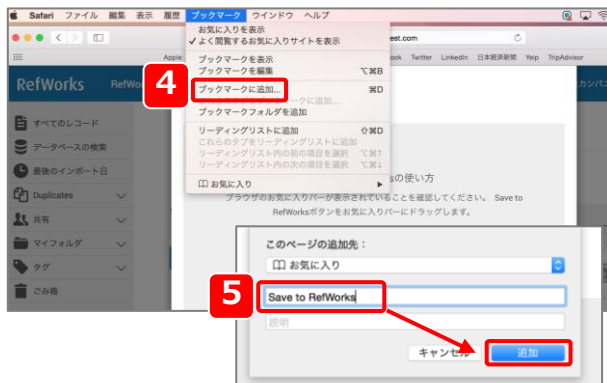 Safari ファイル 編集 表示 履歴 ブックマーク ウインドウ ヘルプ
お気に入りを表示
✓よく閲覧するお気に入りサイトを表示
ブックマークを表示
ブックマークを編集 ⌥⌘B
ブックマークに追加... ⌘D
ブックマークフォルダを追加
リーディングリストに追加 ⇧⌘D
これらのタブをリーディングリストに追加
リーディングリスト内の前の項目を選択 ⌥⌘↑
リーディングリスト内の次の項目を選択 ⌥⌘↓
お気に入り ▶
est.com
Apple
ook Twitter LinkedIn 日本経済新聞 Yelp TripAdvisor
4
RefWorks RefWo
すべてのレコード
データベースの検索
最後のインポート日
Duplicates
共有
マイフォルダ
タグ
ごみ箱
sの使い方
ブラウザのお気に入りバーが表示されていることを確認してください。 Save to
RefWorksボタンをお気に入りバーにドラッグします。
このページの追加先：
お気に入り
5
Save to RefWorks
説明
キャンセル 追加